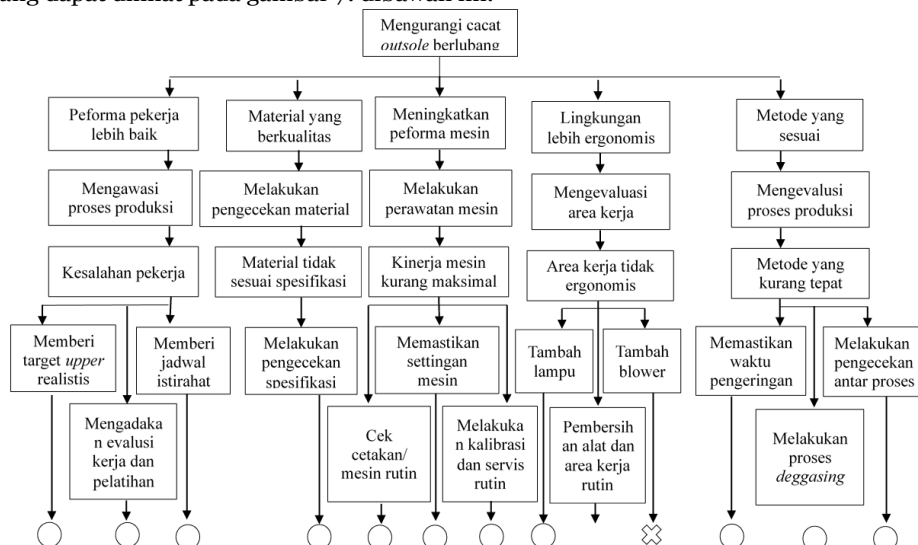 ang dapat dilihat pada gambar 7. dibawah ini.
Mengurangi cacat
outsole berlubang
Peforma pekerja
lebih baik
Material yang
berkualitas
Meningkatkan
peforma mesin
Lingkungan
lebih ergonomis
Metode yang
sesuai
Mengawasi
proses produksi
Melakukan
pengecekan material
Melakukan
perawatan mesin
Mengevaluasi
area kerja
Mengevalusi
proses produksi
Kesalahan pekerja
Material tidak
sesuai spesifikasi
Kinerja mesin
kurang maksimal
Area kerja tidak
ergonomis
Metode yang
kurang tepat
Memberi
target upper
realistis
Memberi
jadwal
istirahat
Melakukan
pengecekan
spesifikasi
Memastikan
settingan
mesin
Tambah
lampu
Tambah
blower
Memastikan
waktu
pengeringan
Melakukan
pengecekan
antar proses
Mengadaka
n evalusi
kerja dan
pelatihan
Cek
cetakan/
mesin rutin
Melakuka
n kalibrasi
dan servis
rutin
Pembersih
an alat dan
area kerja
rutin
Melakukan
proses
deggasing